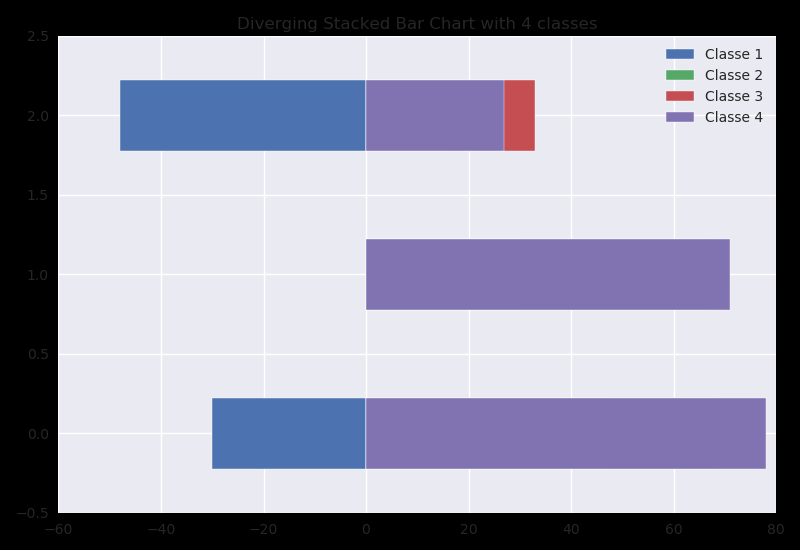 Diverging Stacked Bar Chart with 4 classes
2.5
Classe 1
Classe 2
Classe 3
Classe 4
2.0
1.5
1.0
0.5
0.0
−0.5
−60 −40 −20 0 20 40 60 80